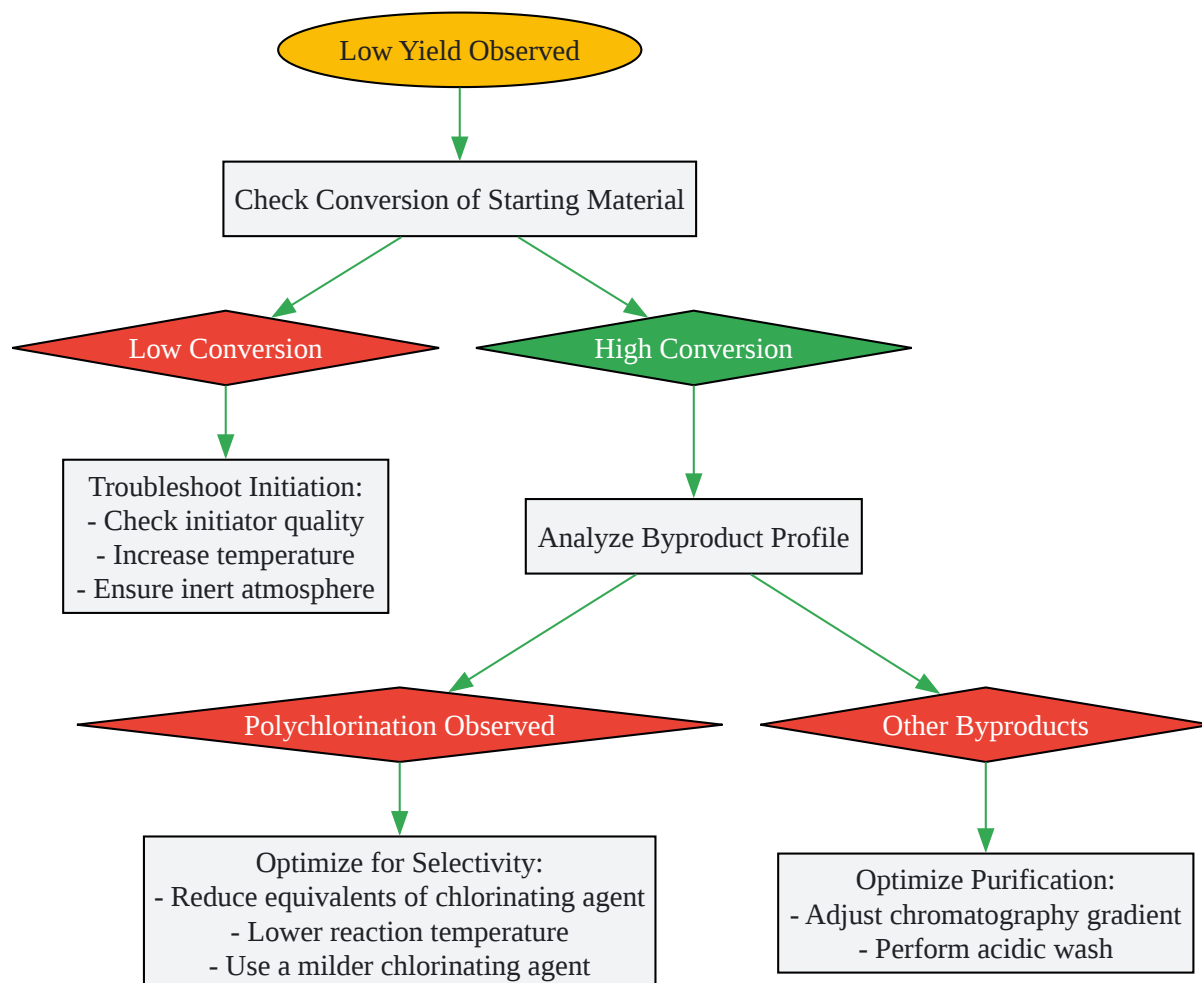 Low Yield Observed
Check Conversion of Starting Material
Low Conversion
High Conversion
Troubleshoot Initiation:
- Check initiator quality
- Increase temperature
- Ensure inert atmosphere
Analyze Byproduct Profile
Polychlorination Observed
Other Byproducts
Optimize for Selectivity:
- Reduce equivalents of chlorinating agent
- Lower reaction temperature
- Use a milder chlorinating agent
Optimize Purification:
- Adjust chromatography gradient
- Perform acidic wash